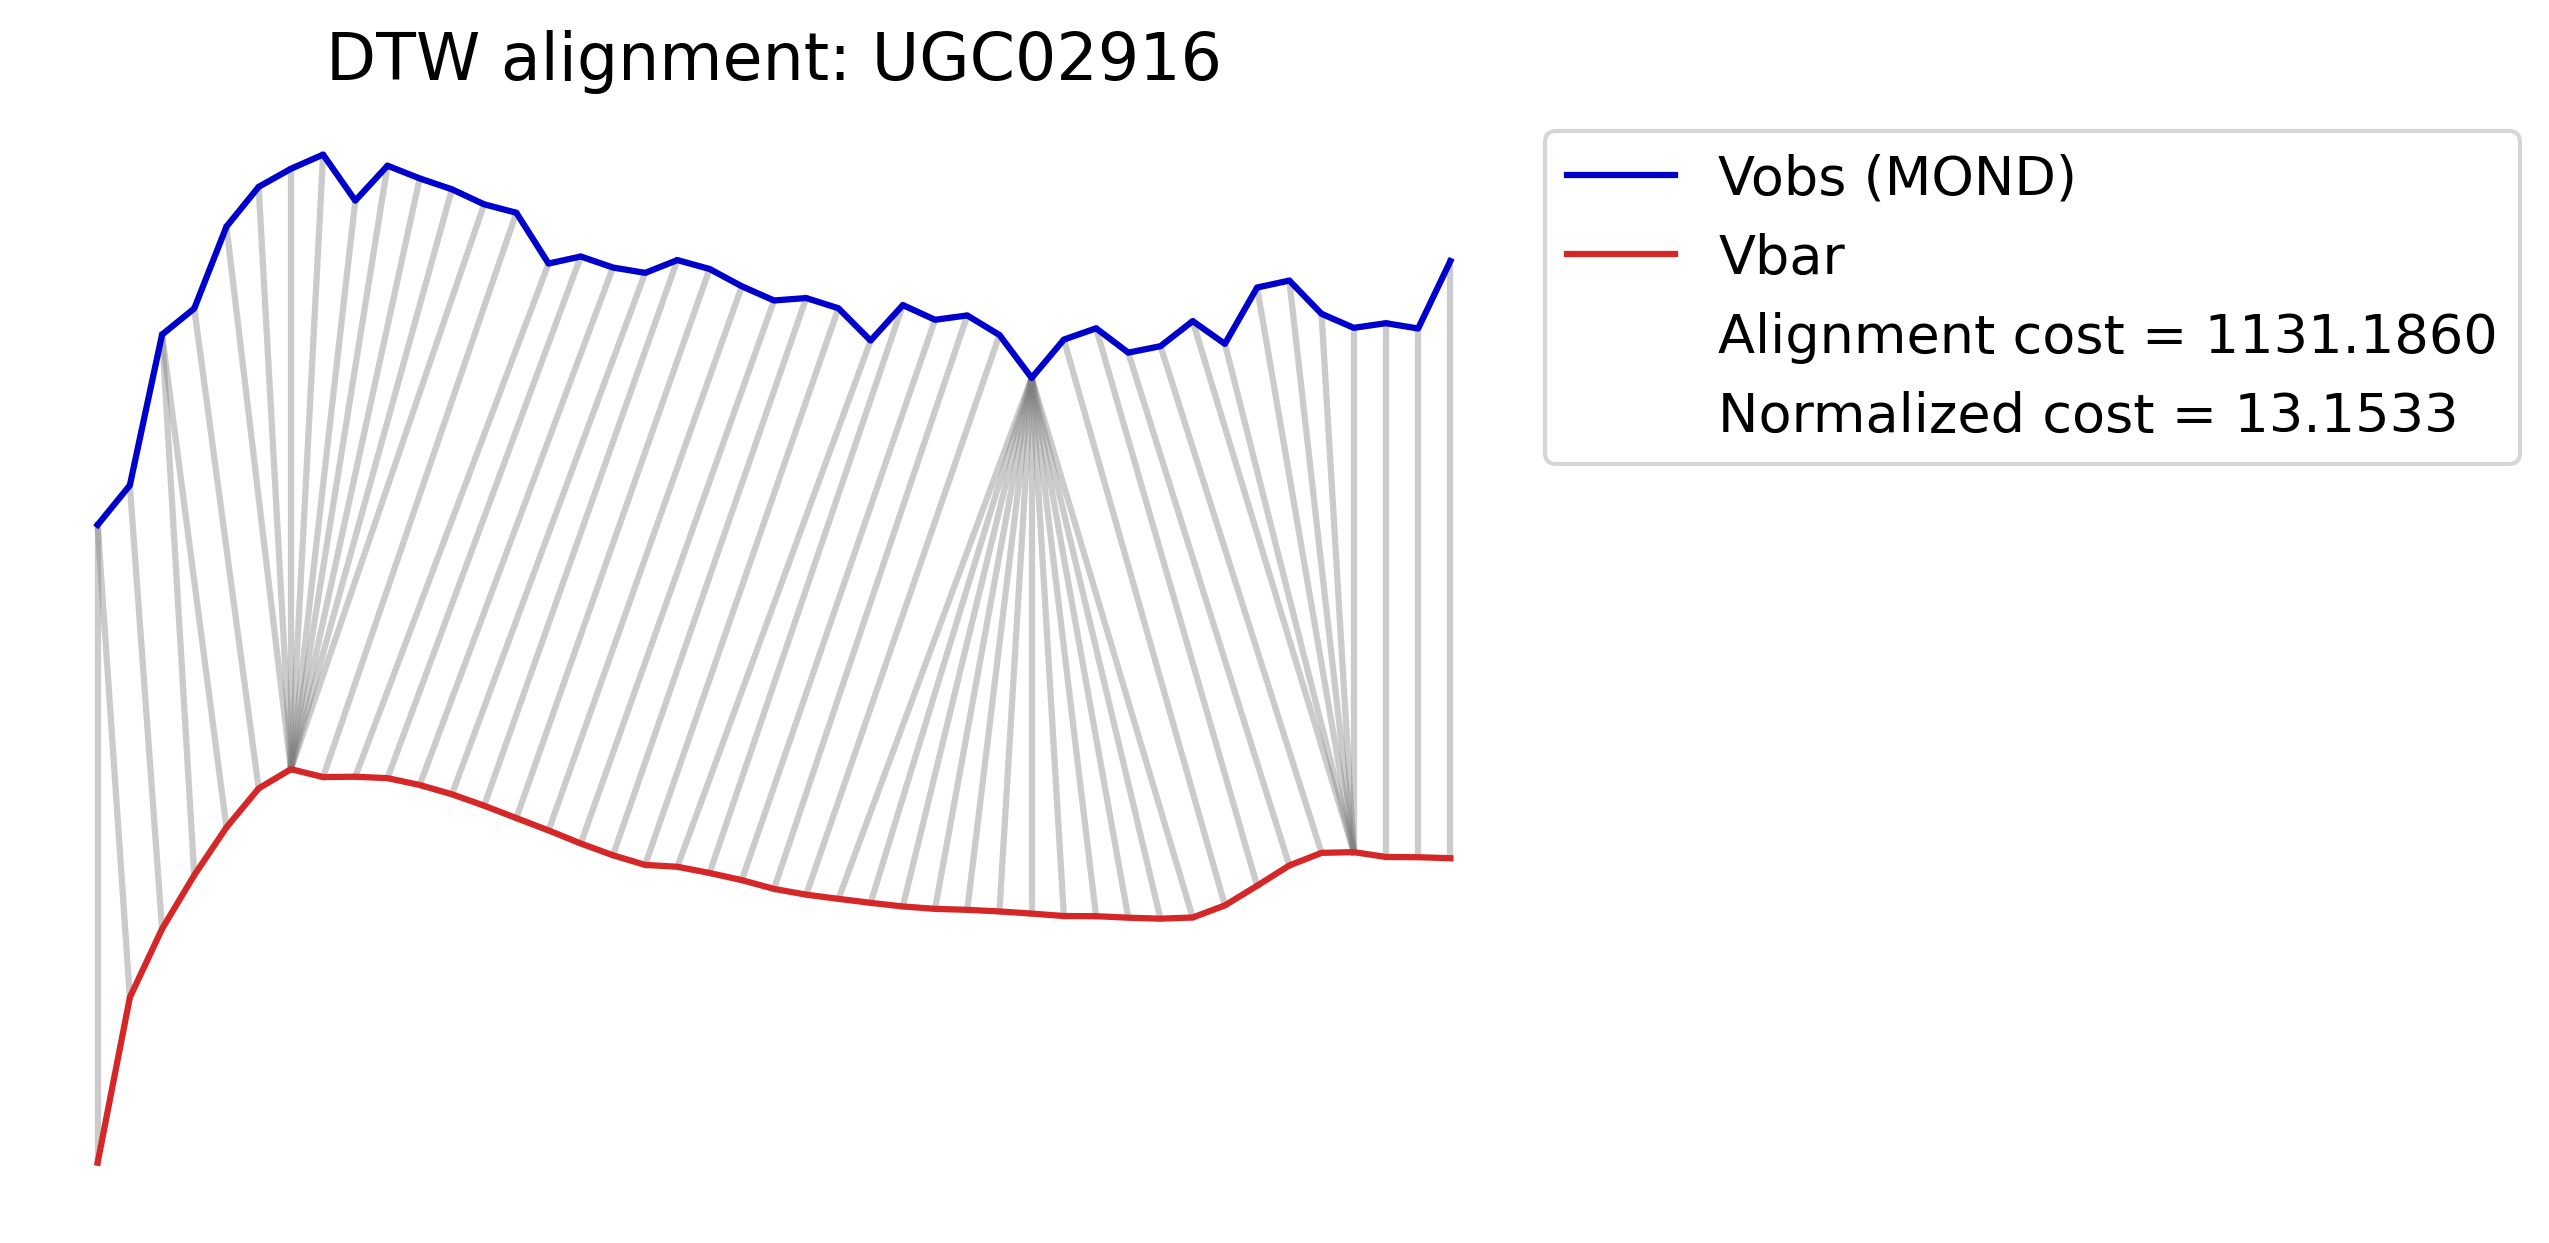 DTW alignment: UGC02916
Vobs (MOND)
Vbar
Alignment cost = 1131.1860
Normalized cost = 13.1533